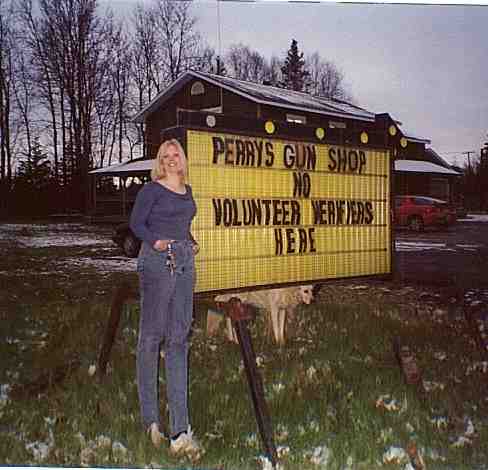 PERRYS GUN SHOP
NO
VOLUNTEER VERIFIERS
HERE